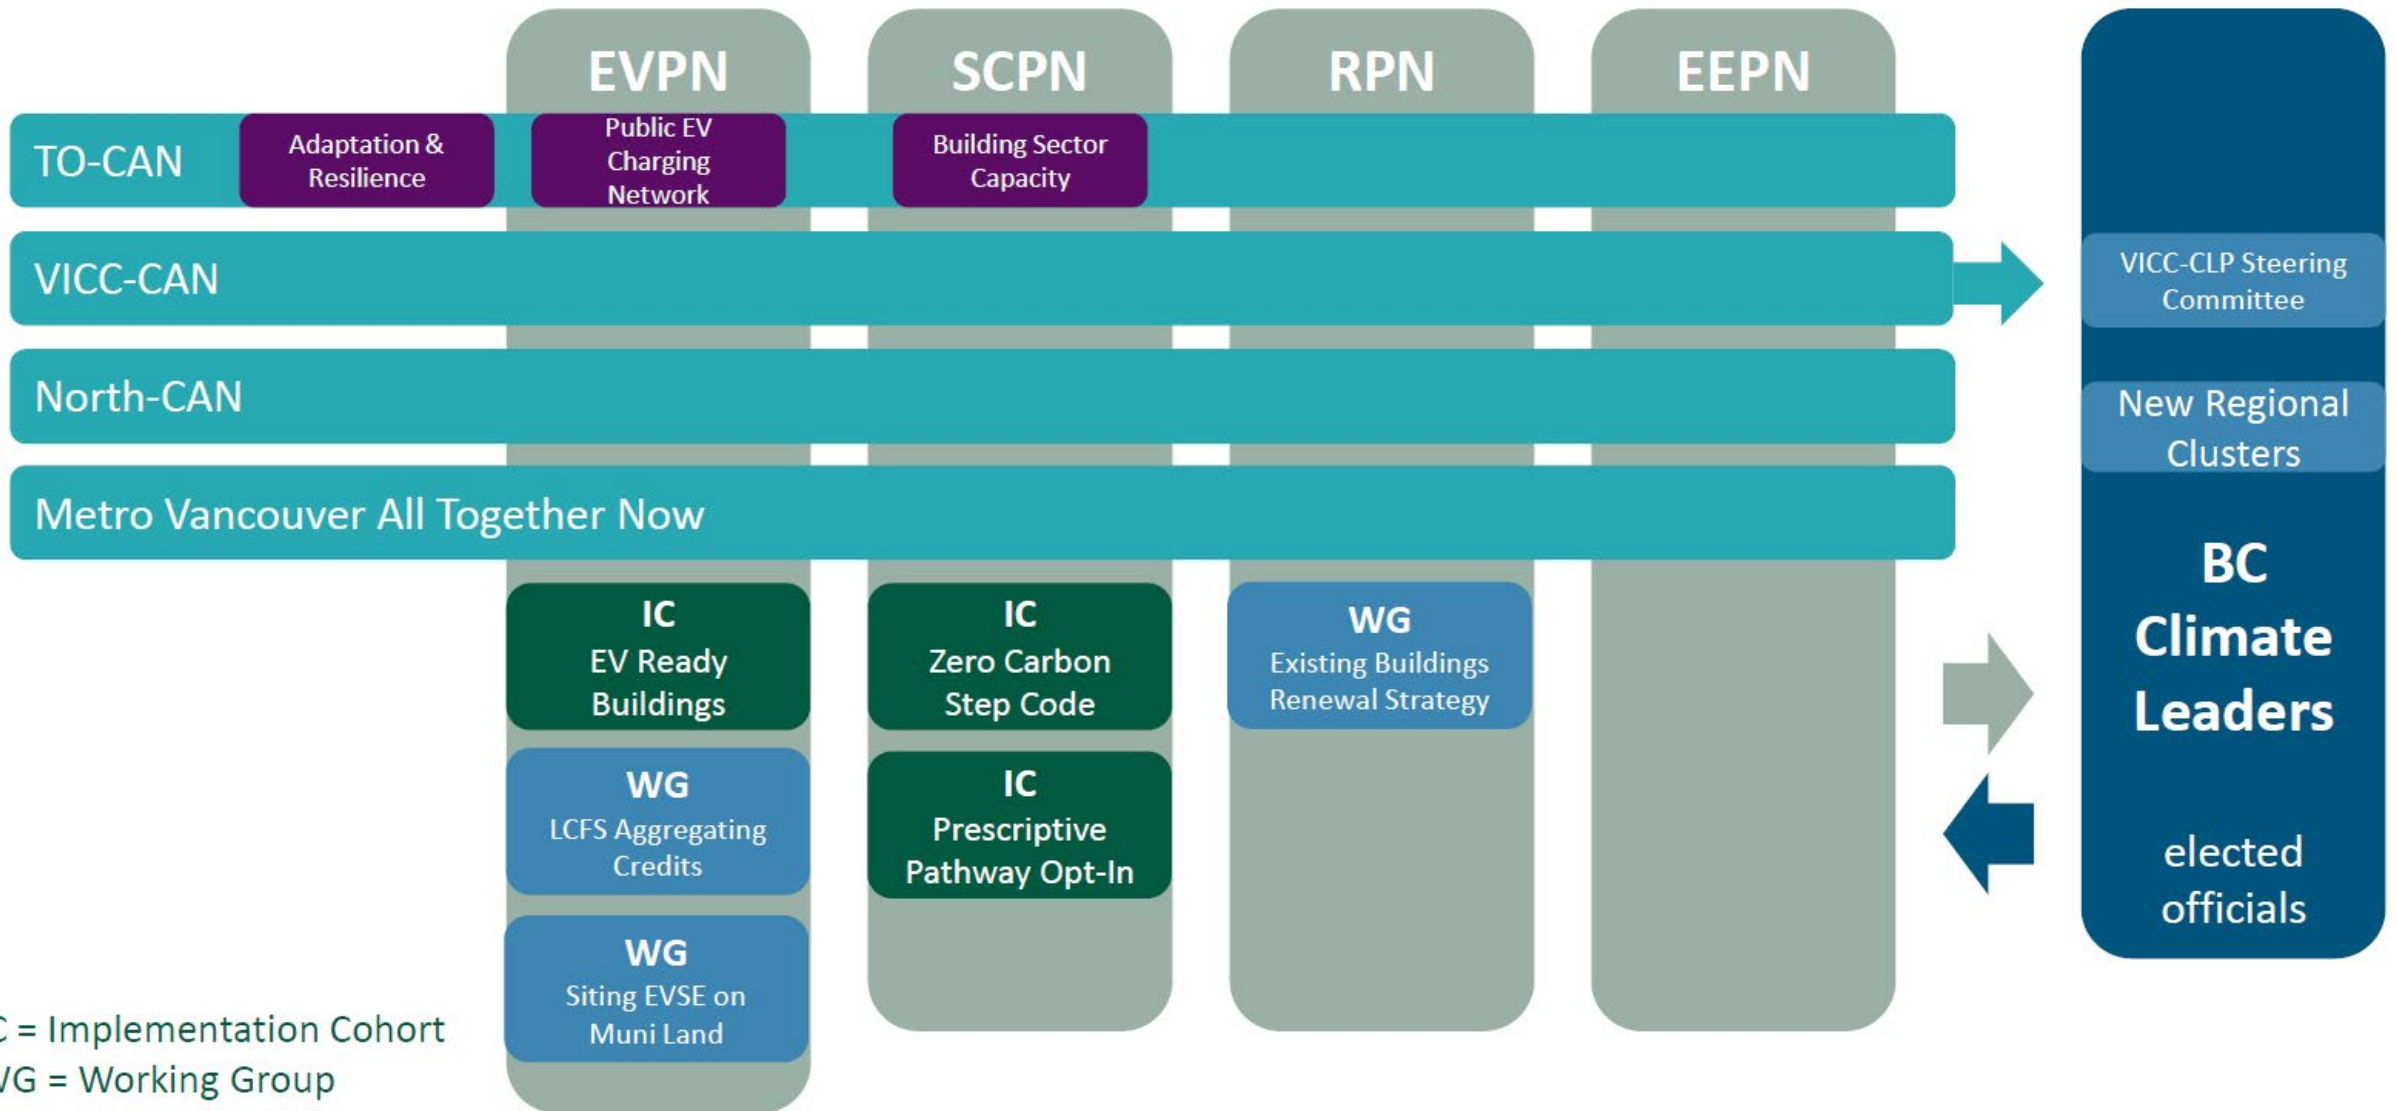 EVPN
SCPN
RPN
EEPN
TO-CAN
Adaptation &
Resilience
Public EV
Charging
Network
Building Sector
Capacity
VICC-CAN
VICC-CLP Steering
Committee
North-CAN
New Regional
Clusters
Metro Vancouver All Together Now
IC
EV Ready
Buildings
WG
LCFS Aggregating
Credits
WG
Siting EVSE on
Muni Land
IC
Zero Carbon
Step Code
IC
Prescriptive
Pathway Opt-In
WG
Existing Buildings
Renewal Strategy
BC
Climate
Leaders
elected
officials
C = Implementation Cohort
WG = Working Group